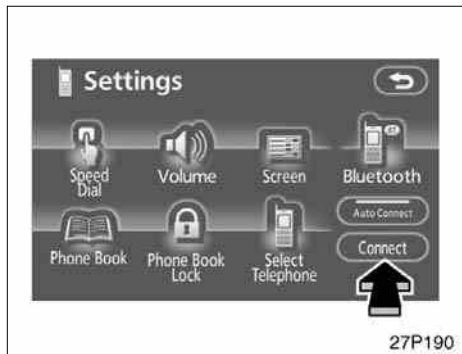 Settings
Speed
Dial
Volume
Screen
Bluetooth
Auto Connect
Phone Book
Phone Book
Lock
Select
Telephone
Connect
27P190